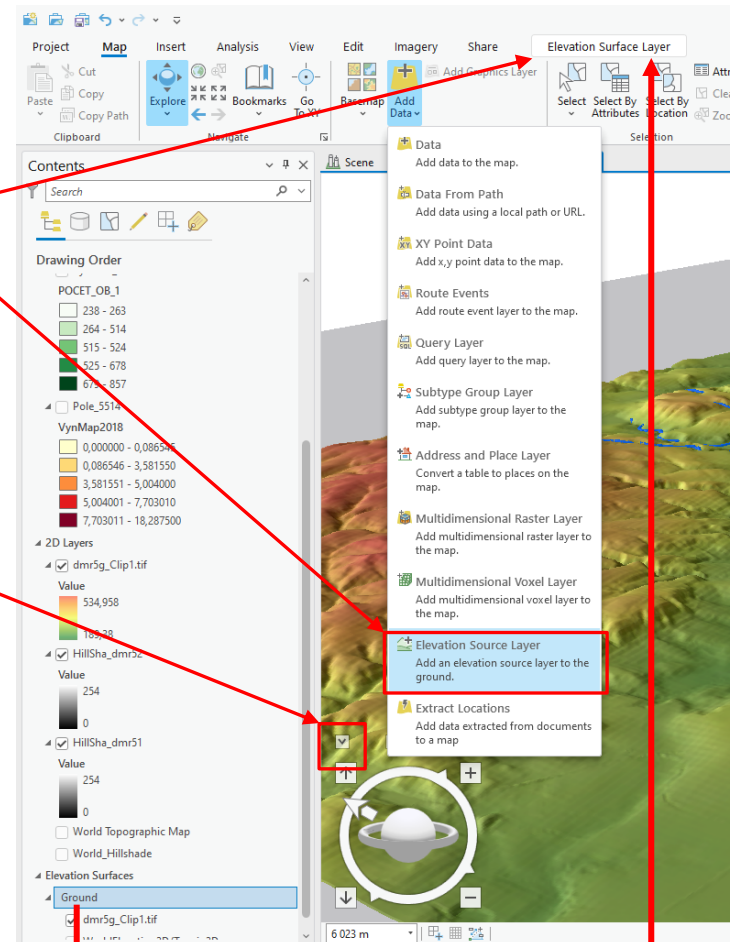 Project Map Insert Analysis View Edit Imagery Share Elevation Surface Layer
Cut
Copy
Copy Path
Paste
Clipboard
Explore
Bookmarks
Go To XY
Navigate
Basemap
Add Data
Add Graphics Layer
Select
Select By Attributes
Select By Location
Attr
Clea
Zoo
Selection
Contents
Search
Drawing Order
POCET_OB_1
238 - 263
264 - 514
515 - 524
525 - 678
679 - 857
Pole_5514
VynMap2018
0,000000 - 0,086545
0,086546 - 3,581550
3,581551 - 5,004000
5,004001 - 7,703010
7,703011 - 18,287500
2D Layers
dmr5g_Clip1.tif
Value
534,958
189,38
HillSha_dmr52
Value
254
0
HillSha_dmr51
Value
254
0
World Topographic Map
World_Hillshade
Elevation Surfaces
Ground
dmr5g_Clip1.tif
Scene
Data
Add data to the map.
Data From Path
Add data using a local path or URL.
XY Point Data
Add x,y point data to the map.
Route Events
Add route event layer to the map.
Query Layer
Add query layer to the map.
Subtype Group Layer
Add subtype group layer to the
map.
Address and Place Layer
Convert a table to places on the
map.
Multidimensional Raster Layer
Add multidimensional raster layer to
the map.
Multidimensional Voxel Layer
Add multidimensional voxel layer to
the map.
Elevation Source Layer
Add an elevation source layer to the
ground.
Extract Locations
Add data extracted from documents
to a map
6 023 m